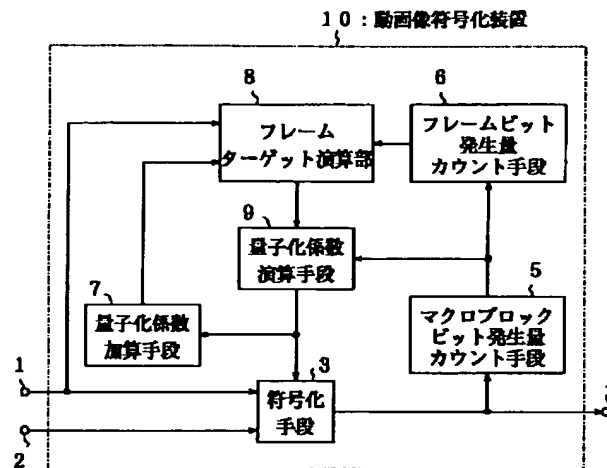 10:動画像符号化装置
8
フレーム
ターゲット演算部
6
フレームビット
発生量
カウント手段
9
量子化係数
演算手段
7
量子化係数
加算手段
5
マクロブロック
ビット発生量
カウント手段
1
3
符号化
手段
2